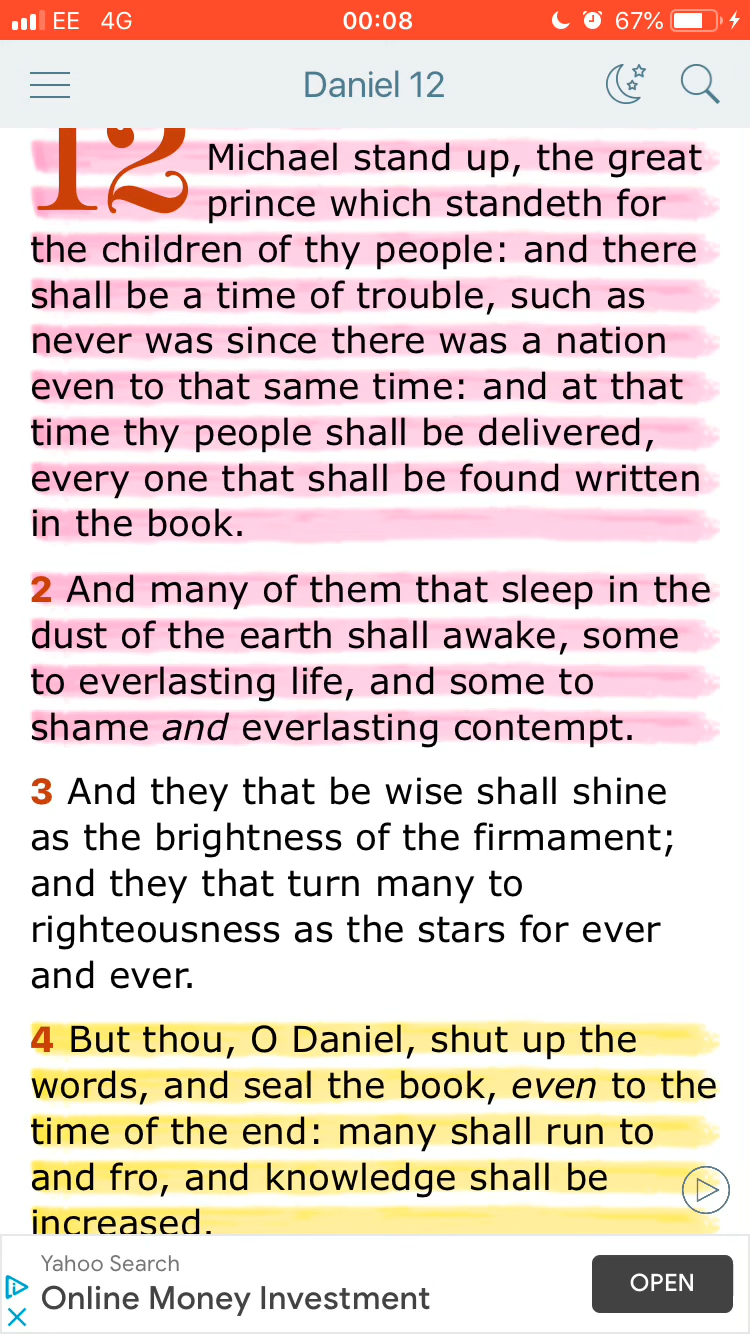 EE 4G 00:08 67%
Daniel 12
12 Michael stand up, the great
prince which standeth for
the children of thy people: and there
shall be a time of trouble, such as
never was since there was a nation
even to that same time: and at that
time thy people shall be delivered,
every one that shall be found written
in the book.
2 And many of them that sleep in the
dust of the earth shall awake, some
to everlasting life, and some to
shame and everlasting contempt.
3 And they that be wise shall shine
as the brightness of the firmament;
and they that turn many to
righteousness as the stars for ever
and ever.
4 But thou, O Daniel, shut up the
words, and seal the book, even to the
time of the end: many shall run to
and fro, and knowledge shall be
increased.
Yahoo Search
Online Money Investment
OPEN